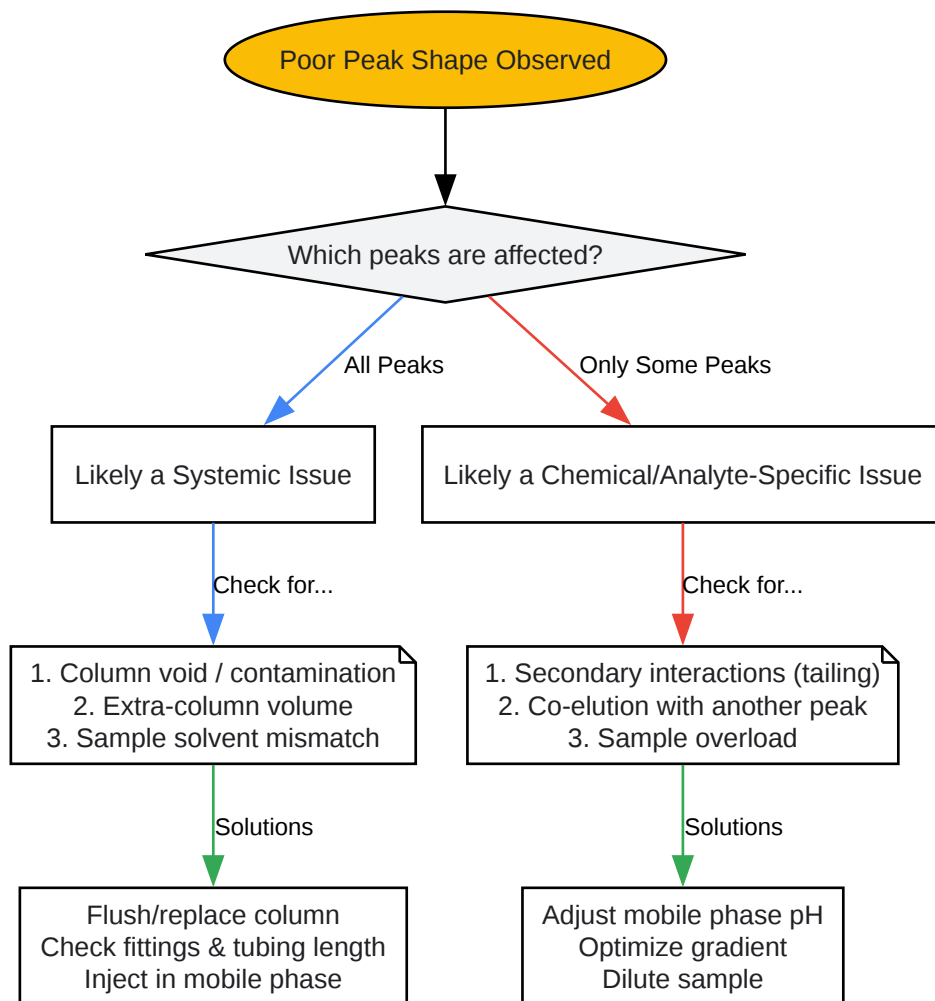 Poor Peak Shape Observed
Which peaks are affected?
All Peaks
Only Some Peaks
Likely a Systemic Issue
Likely a Chemical/Analyte-Specific Issue
Check for...
Check for...
1. Column void / contamination
2. Extra-column volume
3. Sample solvent mismatch
1. Secondary interactions (tailing)
2. Co-elution with another peak
3. Sample overload
Solutions
Solutions
Flush/replace column
Check fittings & tubing length
Inject in mobile phase
Adjust mobile phase pH
Optimize gradient
Dilute sample